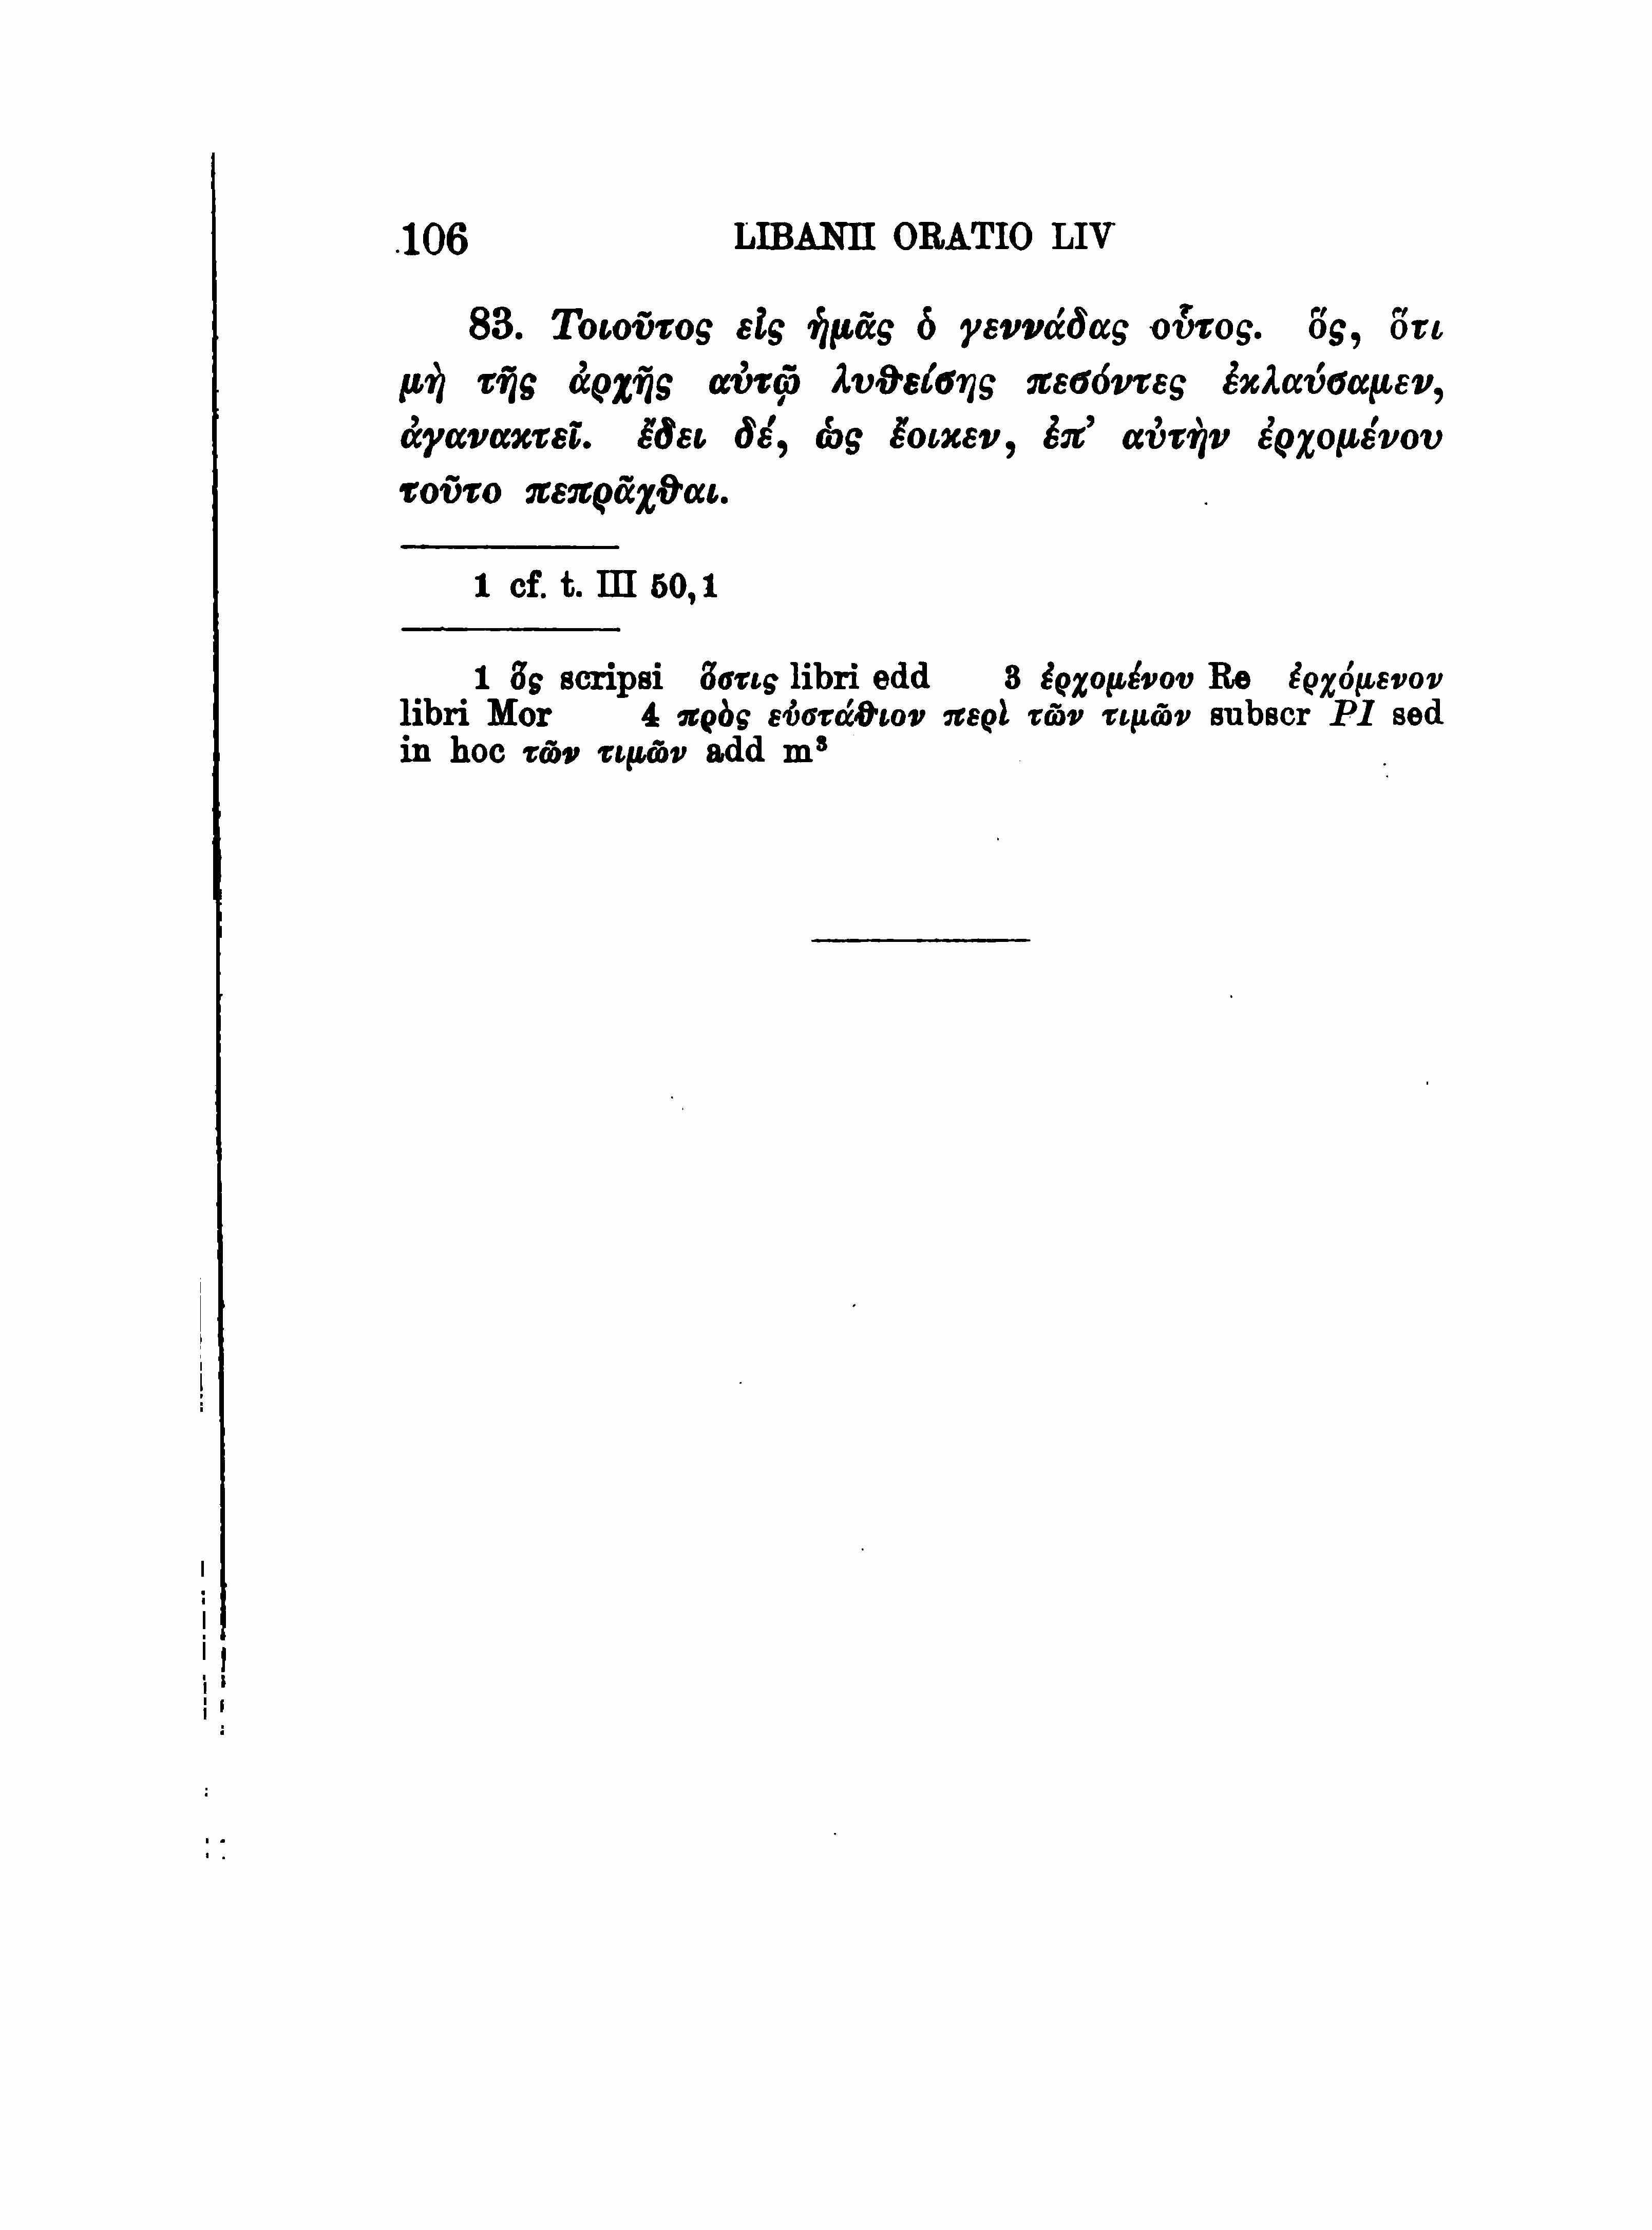 106 LIBANII ORATIO LIV
83. Τοιοῦτος εἰς ἡμᾶς ὁ γεννάδας οὗτος. ὅς, ὅτι
μὴ τῆς ἀρχῆς αὐτῷ λυθείσης πεσόντες ἐκλαύσαμεν,
ἀγανακτεῖ. ἔδει δέ, ὡς ἔοικεν, ἐπ’ αὐτὴν ἐρχομένου
τοῦτο πεπρᾶχθαι.
1 cf. t. III 50,1
1 ὅς scripsi ὅστις libri edd 3 ἐρχομένου Re ἐρχόμενον
libri Mor 4 πρὸς εὐστάθιον περὶ τῶν τιμῶν subscr PI sed
in hoc τῶν τιμῶν add m³